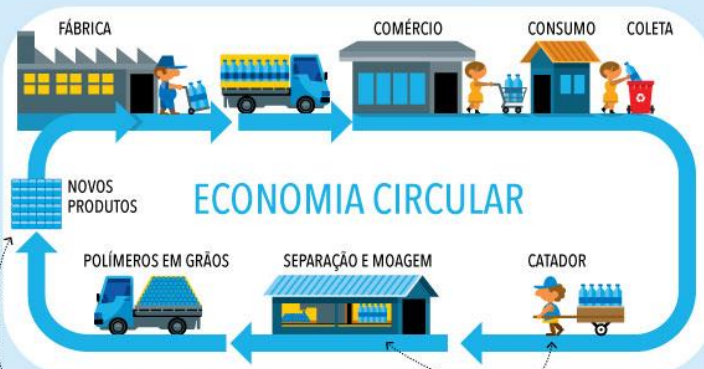 FÁBRICA
COMÉRCIO
CONSUMO
COLETA
NOVOS
PRODUTOS
ECONOMIA CIRCULAR
POLÍMEROS EM GRÃOS
SEPARAÇÃO E MOAGEM
CATADOR